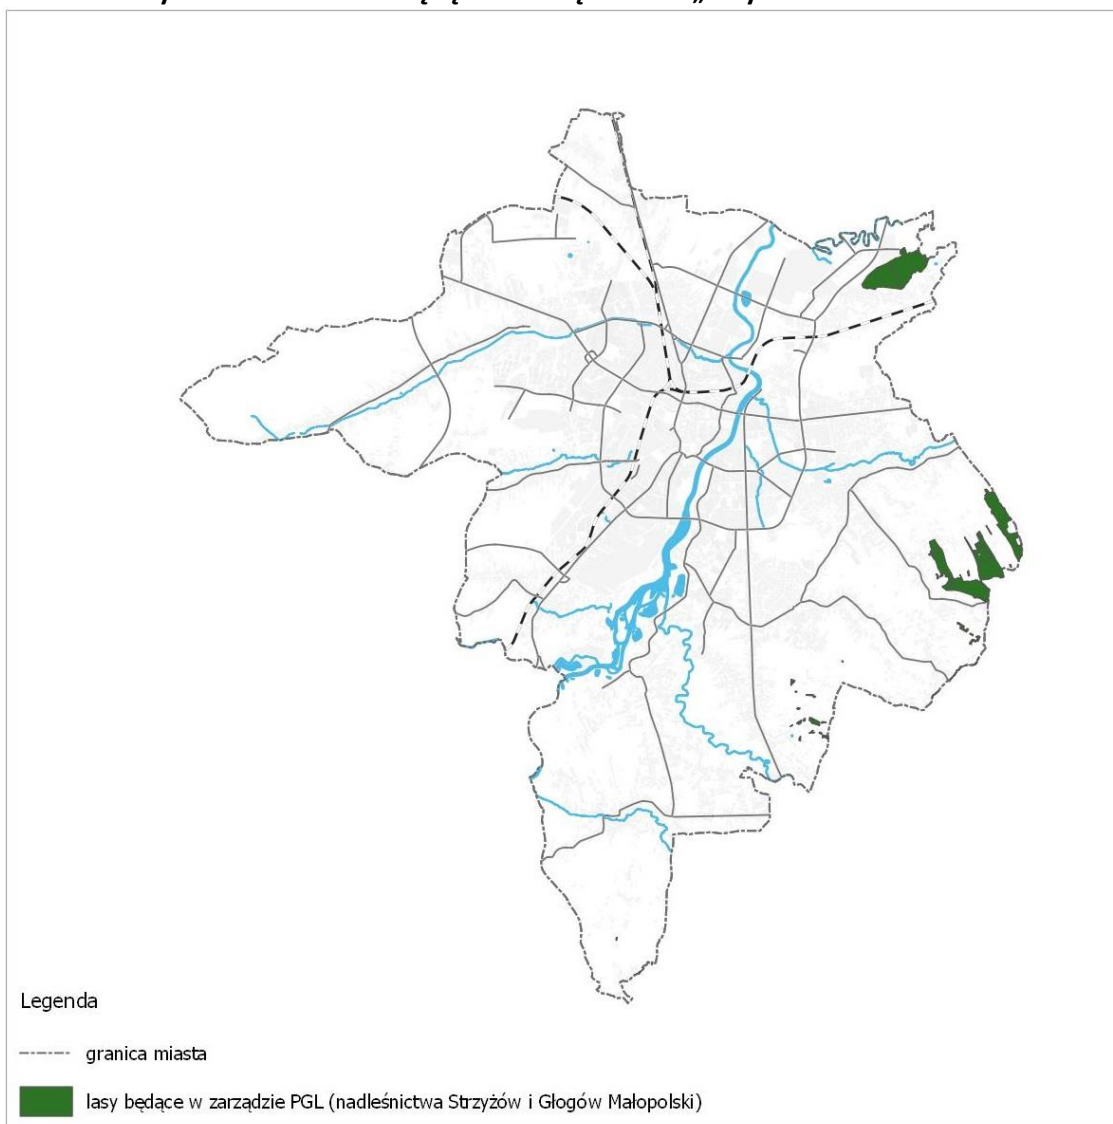 Legenda
granica miasta
lasy będące w zarządzie PGL (nadleśnictwa Strzyżów i Głogów Małopolski)